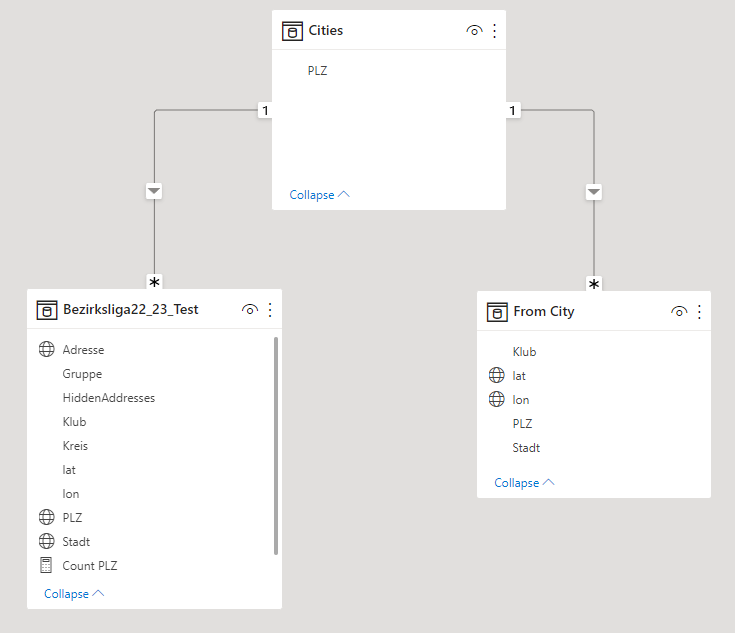 Cities
PLZ
1
1
Collapse
*
*
Bezirksliga22_23_Test
Adresse
Gruppe
HiddenAddresses
Klub
Kreis
lat
lon
PLZ
Stadt
Count PLZ
Collapse
From City
Klub
lat
lon
PLZ
Stadt
Collapse